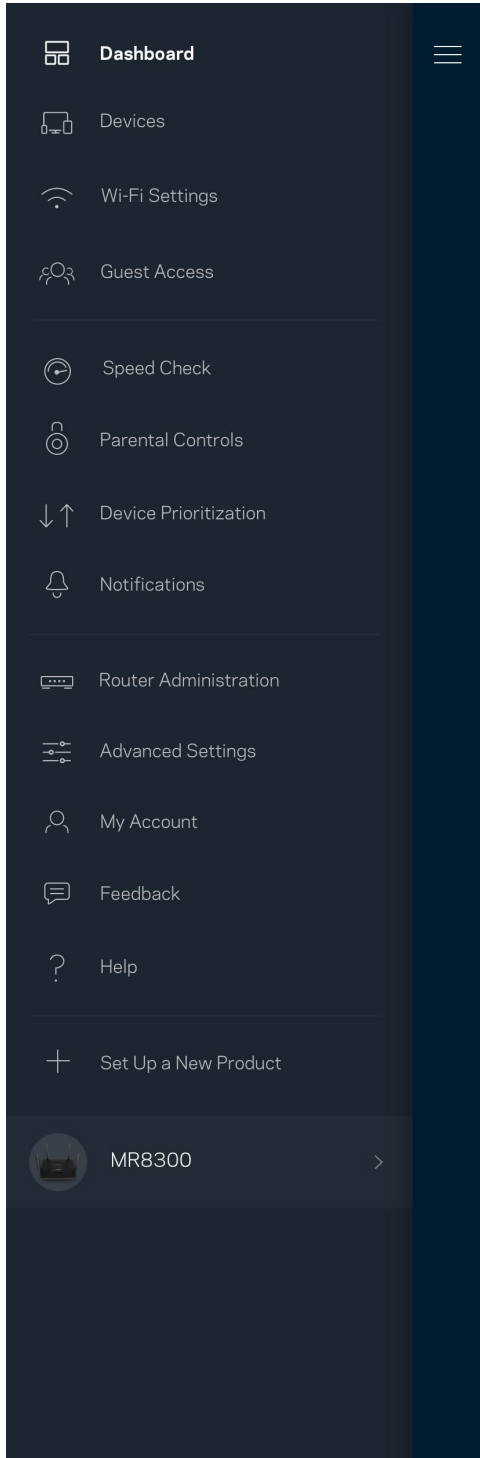 Dashboard
Devices
Wi-Fi Settings
Guest Access
Speed Check
Parental Controls
Device Prioritization
Notifications
Router Administration
Advanced Settings
My Account
Feedback
Help
Set Up a New Product
MR8300